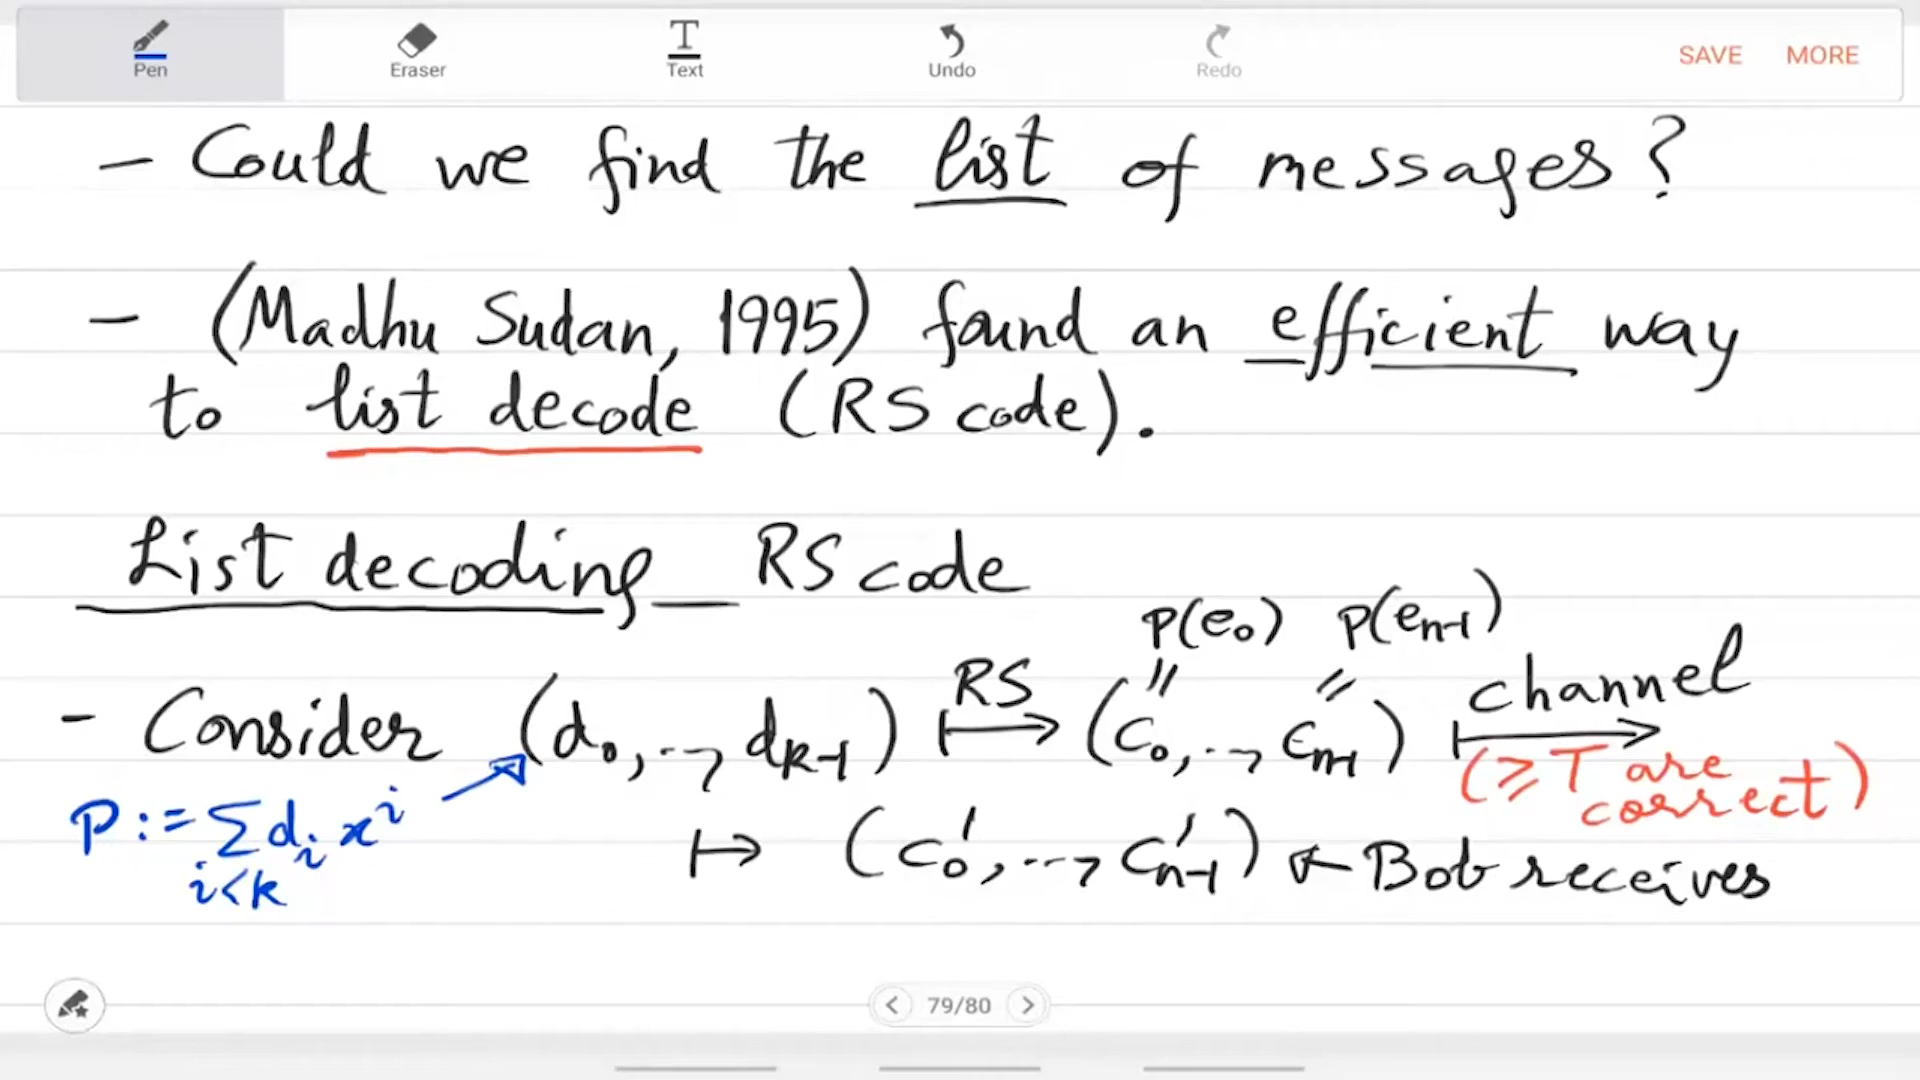 Pen Eraser Text Undo Redo SAVE MORE
- Could we find the list of messages?
- (Madhu Sudan, 1995) found an efficient way
to list decode (RS code).
List decoding RS code
P(e₀) P(eₙ₋₁)
= =
- Consider (d₀, .., dₖ₋₁) ↦ RS (c₀, .., cₙ₋₁) ↦ channel
(≥T are correct)
P := Σ dᵢ xⁱ
i<k
↦ (c₀', ..., c'ₙ₋₁) ← Bob receives
79/80